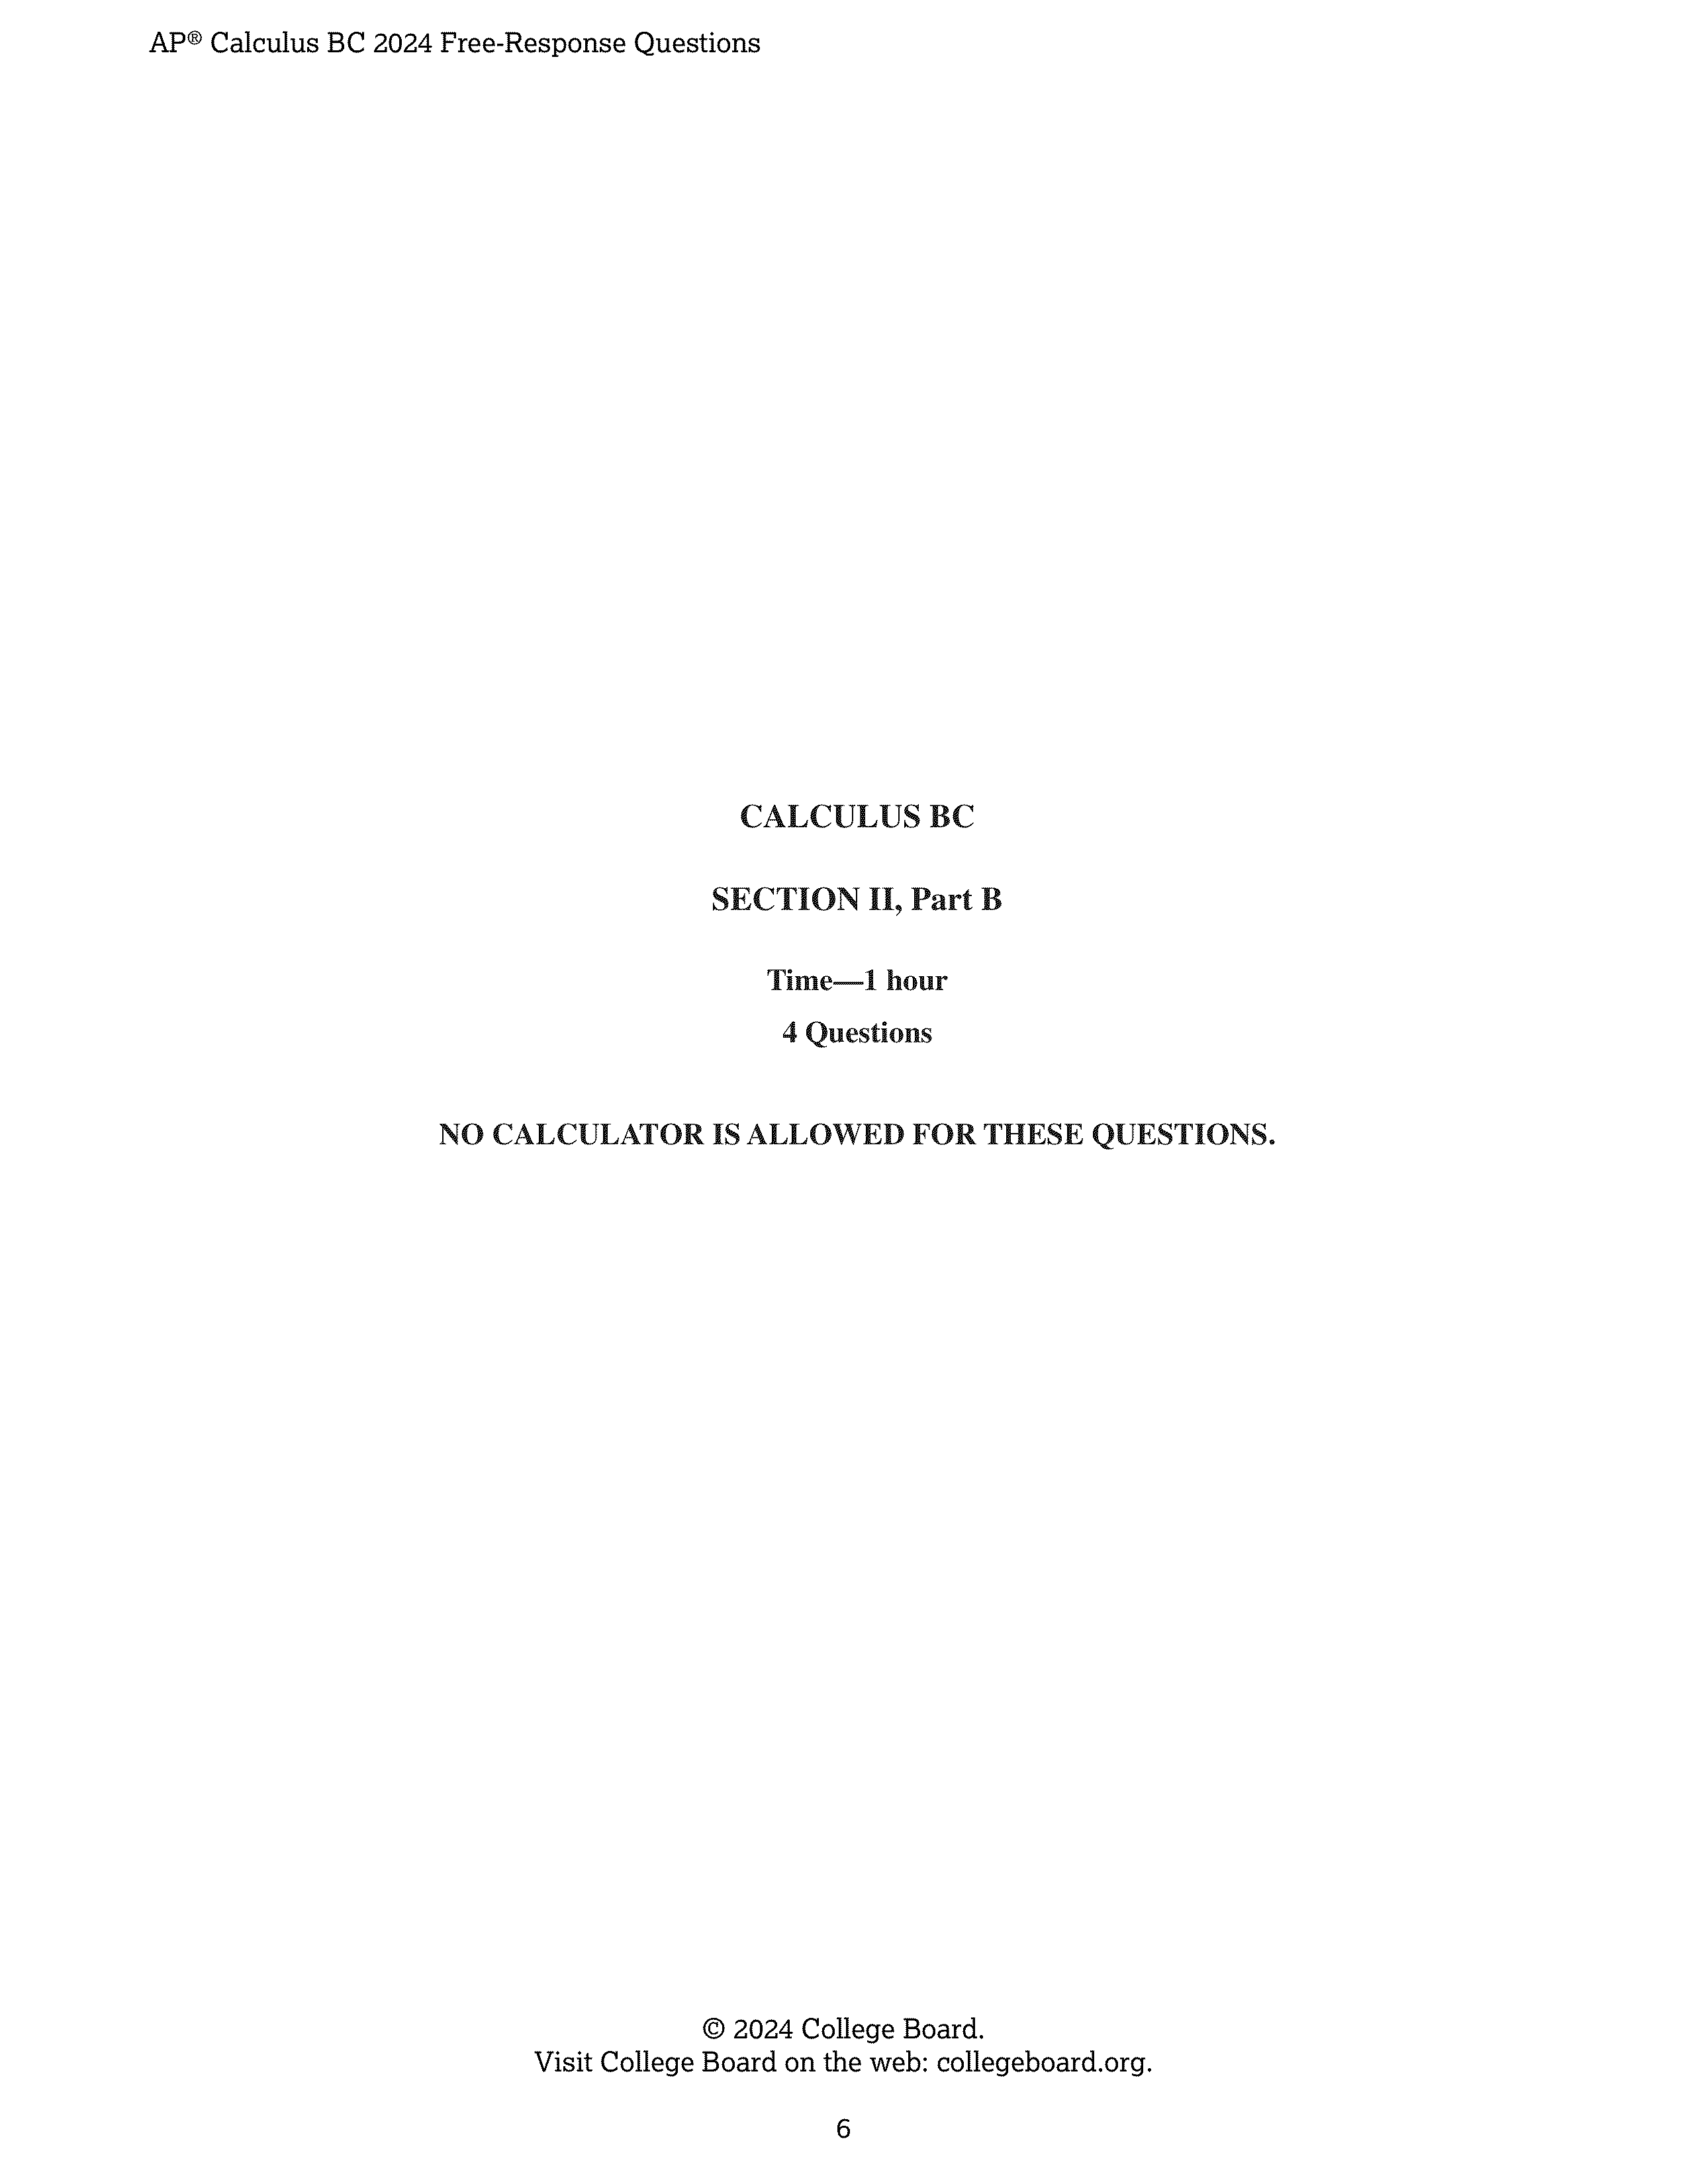 AP® Calculus BC 2024 Free-Response Questions
CALCULUS BC
SECTION II, Part B
Time—1 hour
4 Questions
NO CALCULATOR IS ALLOWED FOR THESE QUESTIONS.
© 2024 College Board.
Visit College Board on the web: collegeboard.org.
6